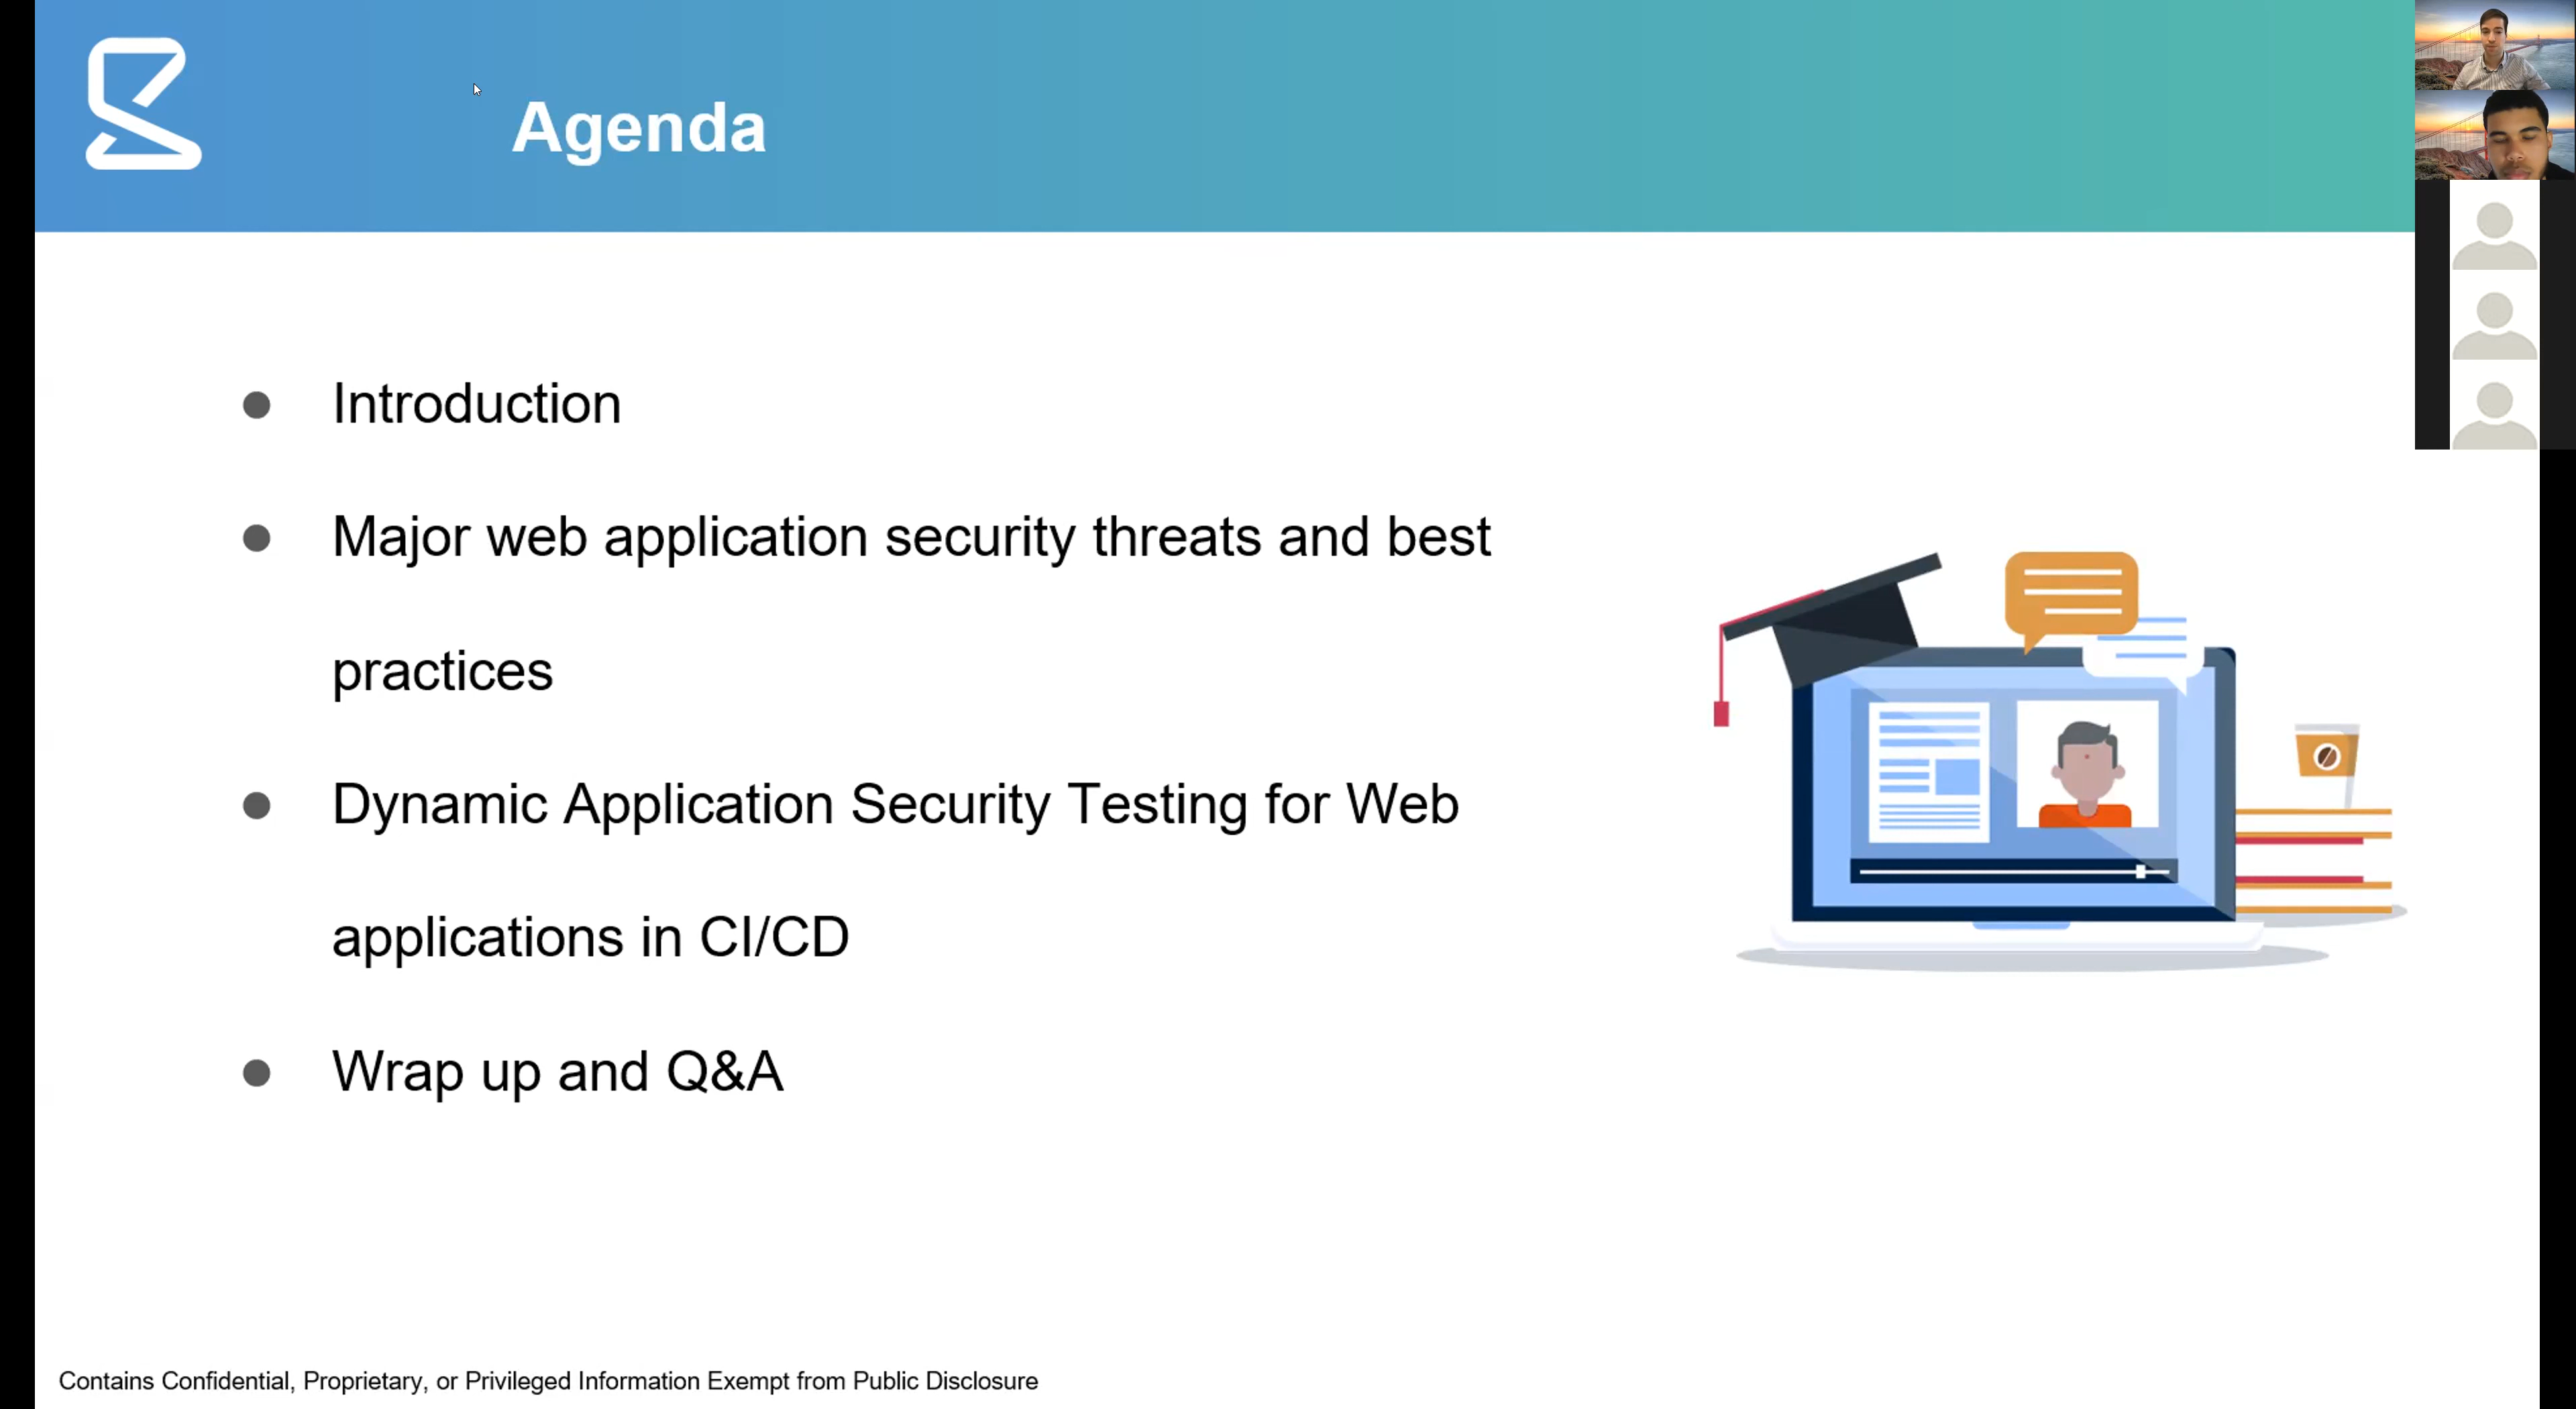 Agenda
Introduction
Major web application security threats and best
practices
Dynamic Application Security Testing for Web
applications in CI/CD
Wrap up and Q&A
Contains Confidential, Proprietary, or Privileged Information Exempt from Public Disclosure